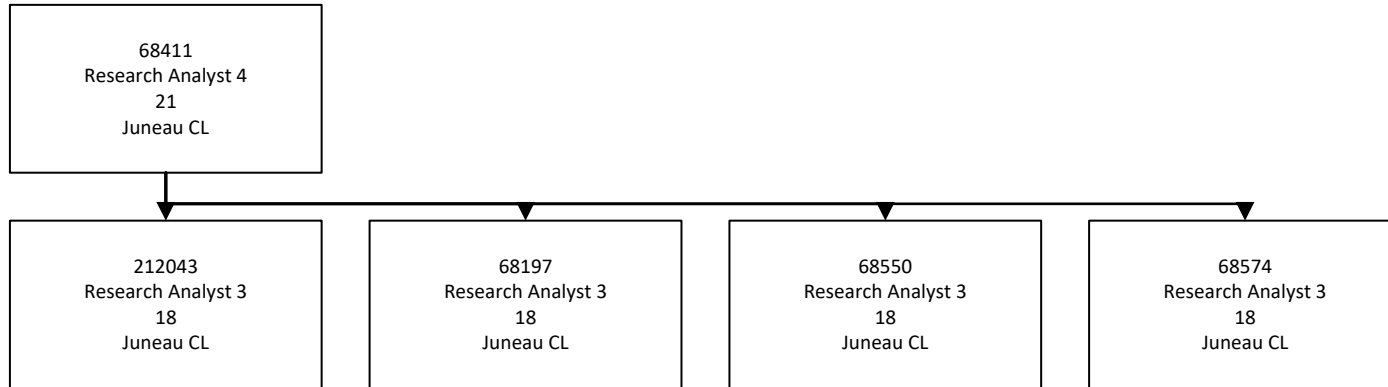 68411
Research Analyst 4
21
Juneau CL
212043
Research Analyst 3
18
Juneau CL
68197
Research Analyst 3
18
Juneau CL
68550
Research Analyst 3
18
Juneau CL
68574
Research Analyst 3
18
Juneau CL